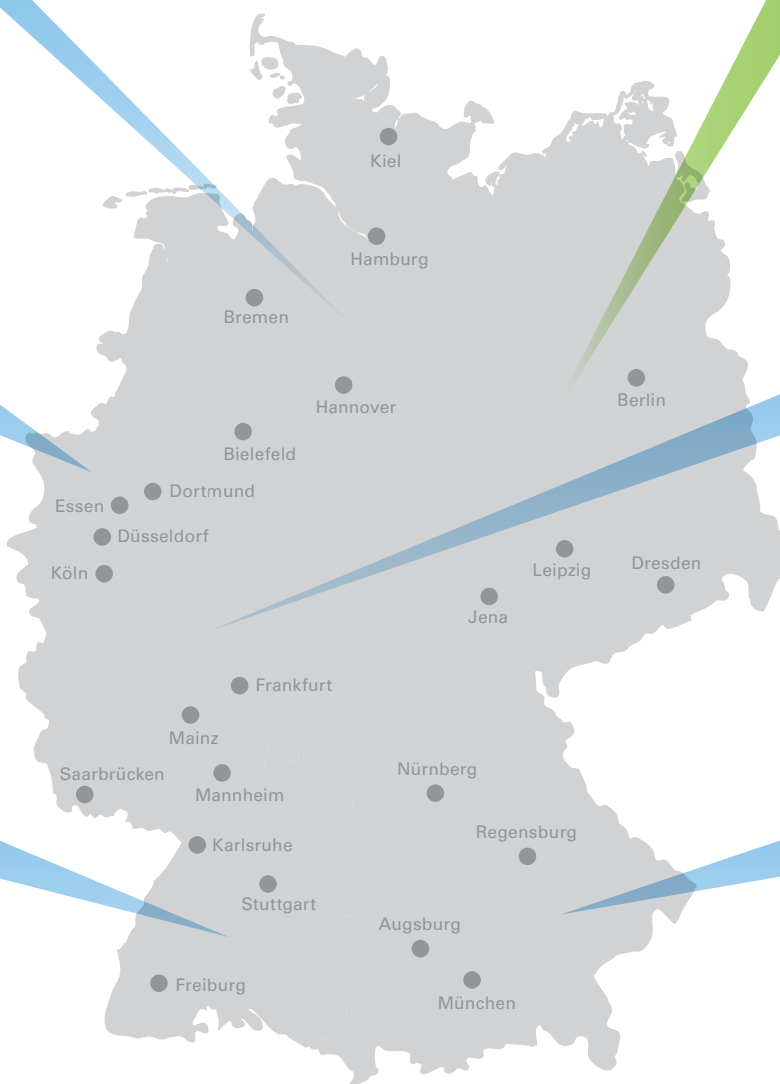 Kiel
Hamburg
Bremen
Hannover
Berlin
Bielefeld
Dortmund
Essen
Düsseldorf
Köln
Leipzig
Dresden
Jena
Frankfurt
Mainz
Saarbrücken
Mannheim
Nürnberg
Regensburg
Karlsruhe
Stuttgart
Augsburg
Freiburg
München